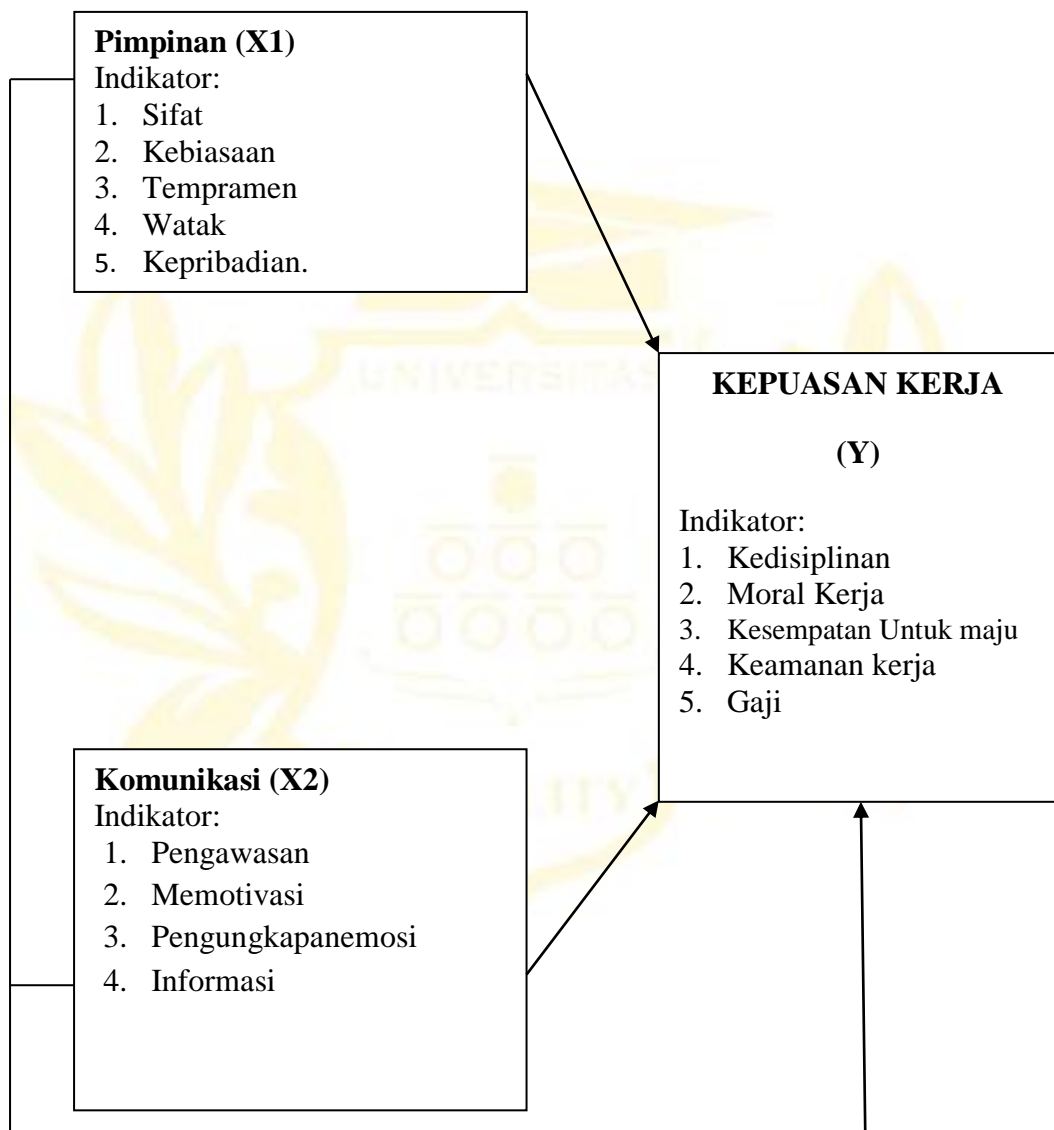 Pimpinan (X1)
Indikator:
1. Sifat
2. Kebiasaan
3. Tempramen
4. Watak
5. Kepribadian.
UNIVERSITAS
KEPUASAN KERJA
(Y)
Indikator:
1. Kedisiplinan
2. Moral Kerja
3. Kesempatan Untuk maju
4. Keamanan kerja
5. Gaji
Komunikasi (X2)
Indikator:
1. Pengawasan
2. Memotivasi
3. Pengungkapanemosi
4. Informasi